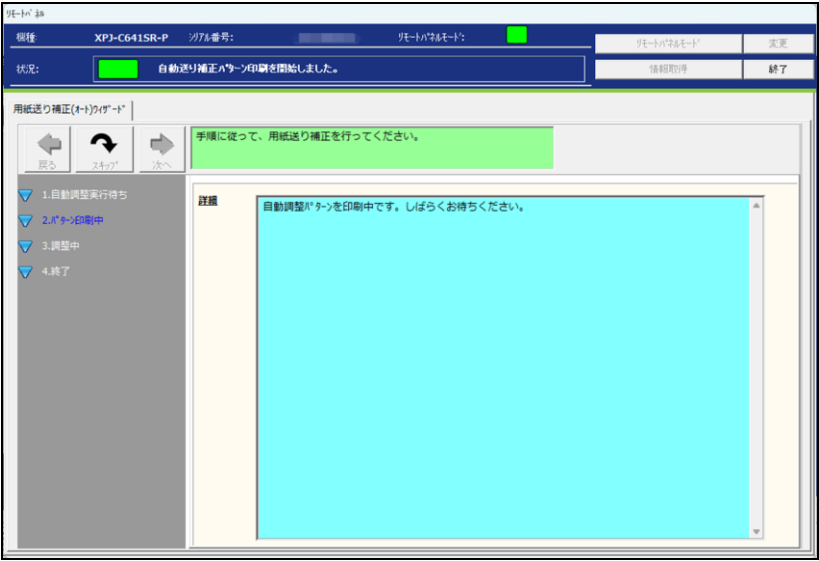 ﾘﾓｰﾄﾊﾟﾈﾙ
機種: XPJ-C641SR-P ｼﾘｱﾙ番号: ﾘﾓｰﾄﾊﾟﾈﾙﾓｰﾄﾞ: ﾘﾓｰﾄﾊﾟﾈﾙﾓｰﾄﾞ 変更
状況: 自動送り補正ﾊﾟﾀｰﾝ印刷を開始しました。 情報取得 終了
用紙送り補正(ｵｰﾄ)ｳｨｻﾞｰﾄﾞ
戻る ｽｷｯﾌﾟ 次へ
手順に従って、用紙送り補正を行ってください。
1.自動調整実行待ち
2.ﾊﾟﾀｰﾝ印刷中
3.調整中
4.終了
詳細
自動調整ﾊﾟﾀｰﾝを印刷中です。しばらくお待ちください。